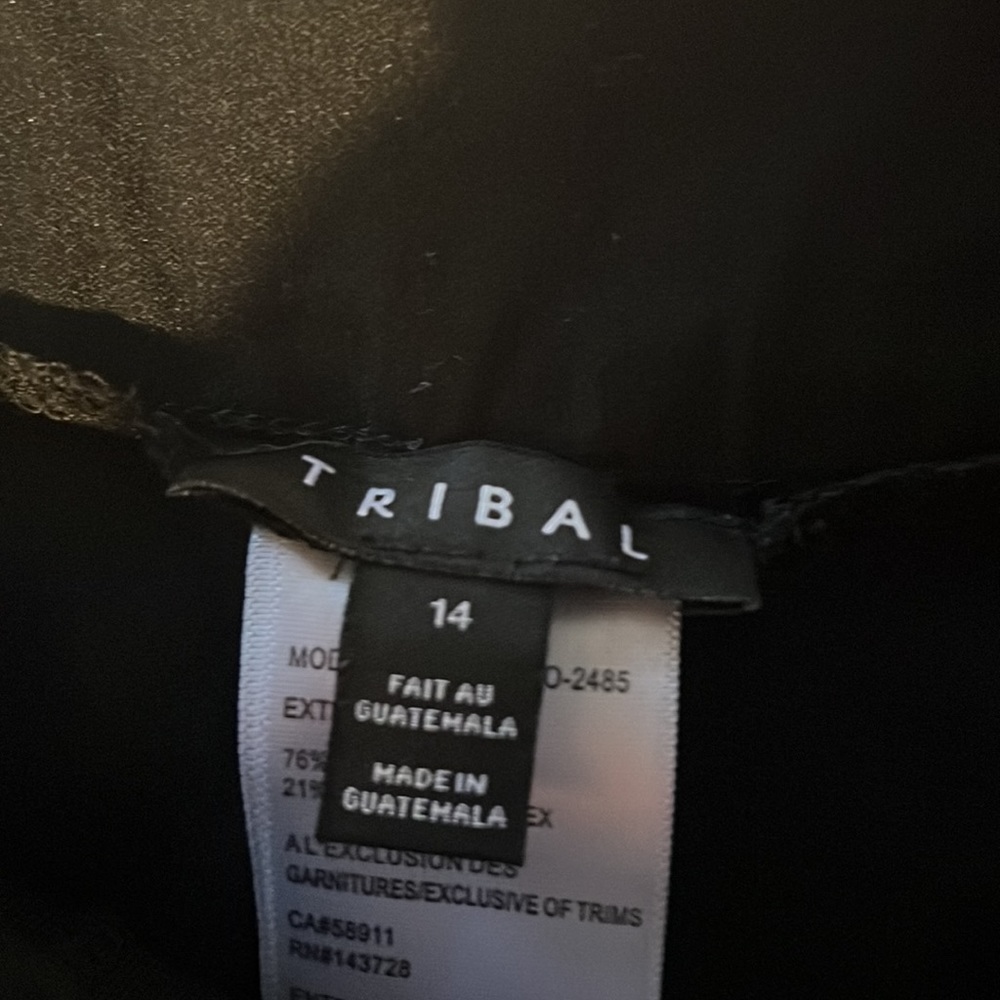 TRIBAL
14
FAIT AU
GUATEMALA
MADE IN
GUATEMALA
MOD O-2485
EXT
76%
21% EX
A L'EXCLUSION DES
GARNITURES/EXCLUSIVE OF TRIMS
CA#58911
RN#143728